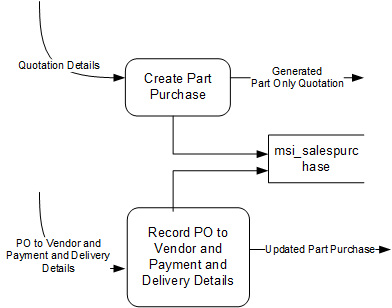 Quotation Details
Create Part
Purchase
Generated
Part Only Quotation
msi_salespurc
hase
PO to Vendor and
Payment and Delivery
Details
Record PO to
Vendor and
Payment and
Delivery Details
Updated Part Purchase